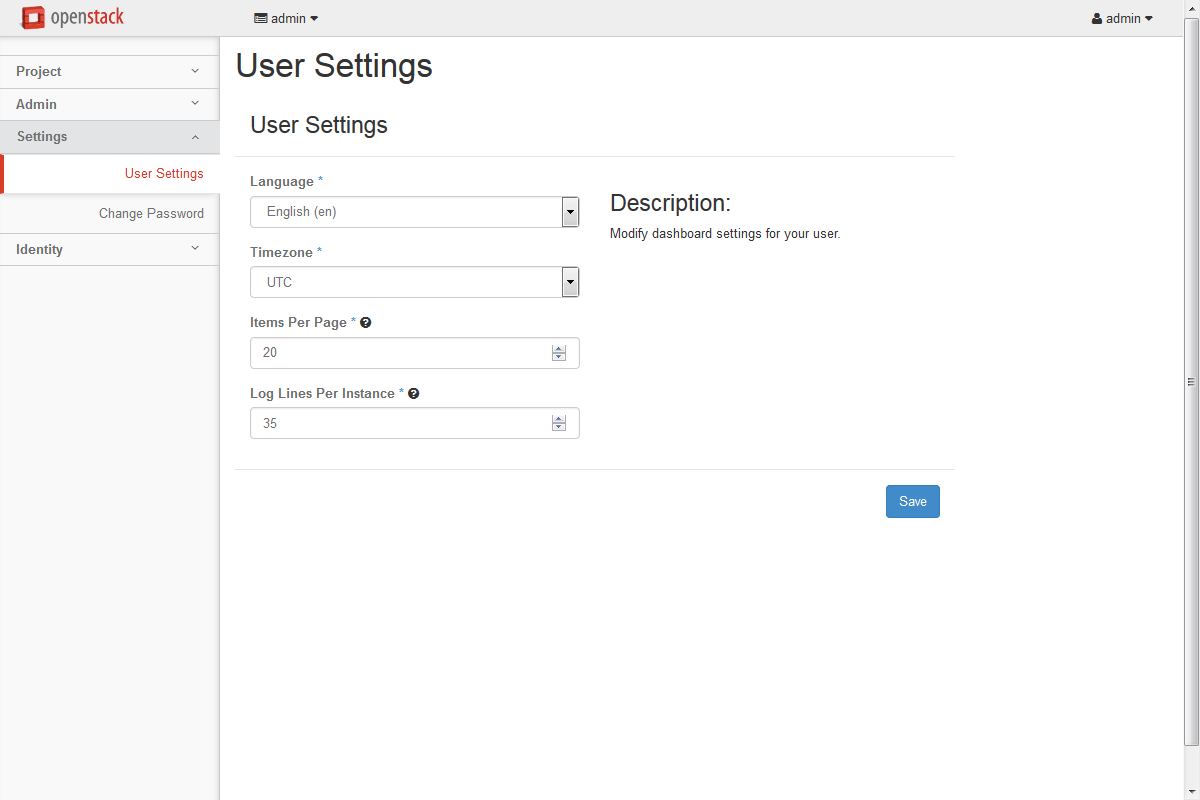 openstack
admin
admin
Project
Admin
Settings
User Settings
Change Password
Identity
User Settings
User Settings
Language *
English (en)
Timezone *
UTC
Items Per Page *
20
Log Lines Per Instance *
35
Description:
Modify dashboard settings for your user.
Save